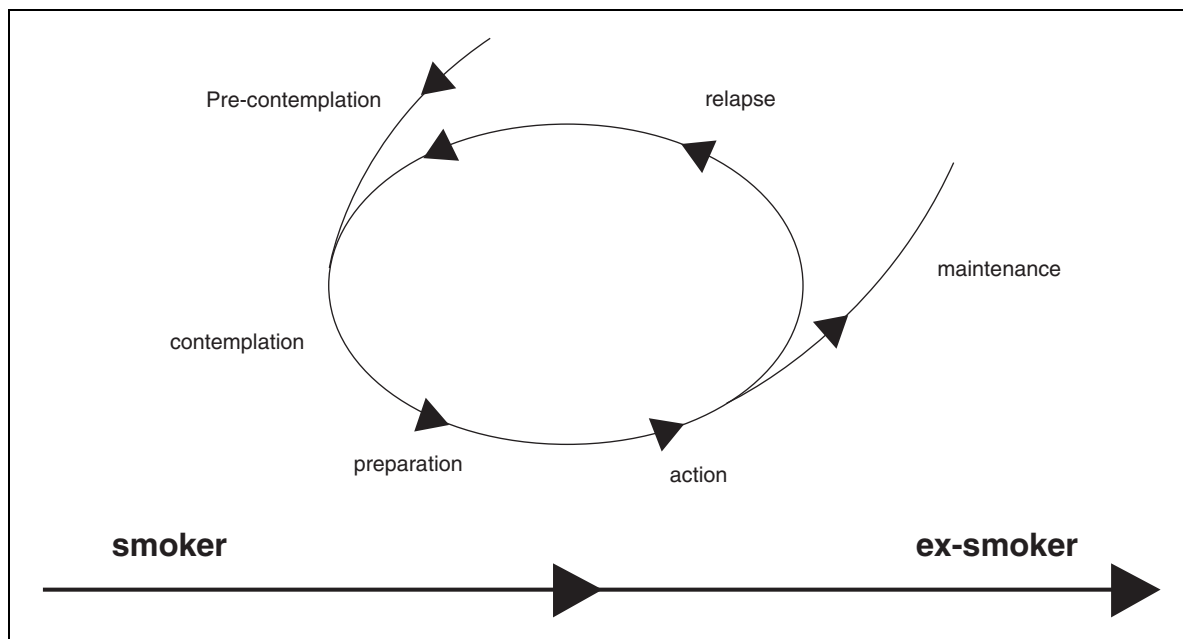 Pre-contemplation
relapse
maintenance
contemplation
preparation
action
smoker
ex-smoker